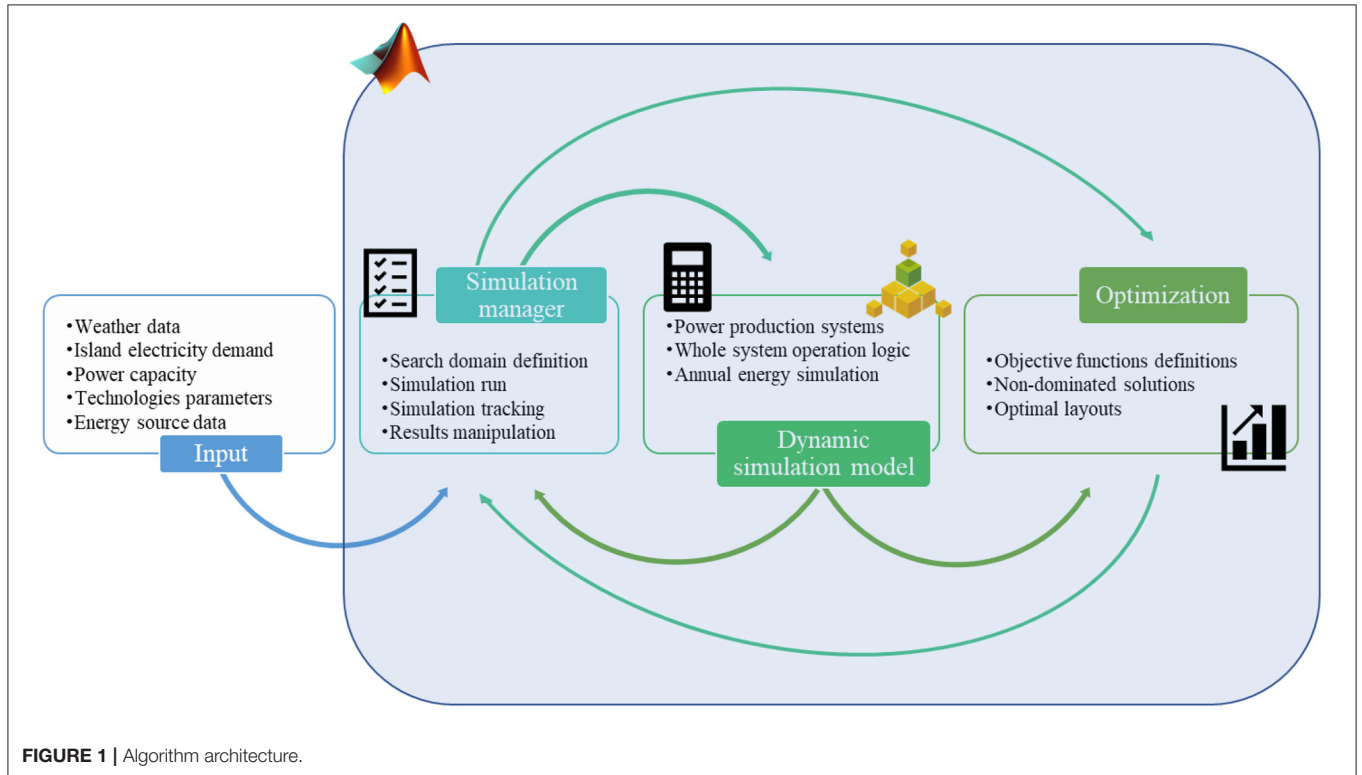 •Weather data
•Island electricity demand
•Power capacity
•Technologies parameters
•Energy source data
Input
Simulation
manager
•Search domain definition
•Simulation run
•Simulation tracking
•Results manipulation
•Power production systems
•Whole system operation logic
•Annual energy simulation
Dynamic
simulation model
Optimization
•Objective functions definitions
•Non-dominated solutions
•Optimal layouts
FIGURE 1 | Algorithm architecture.